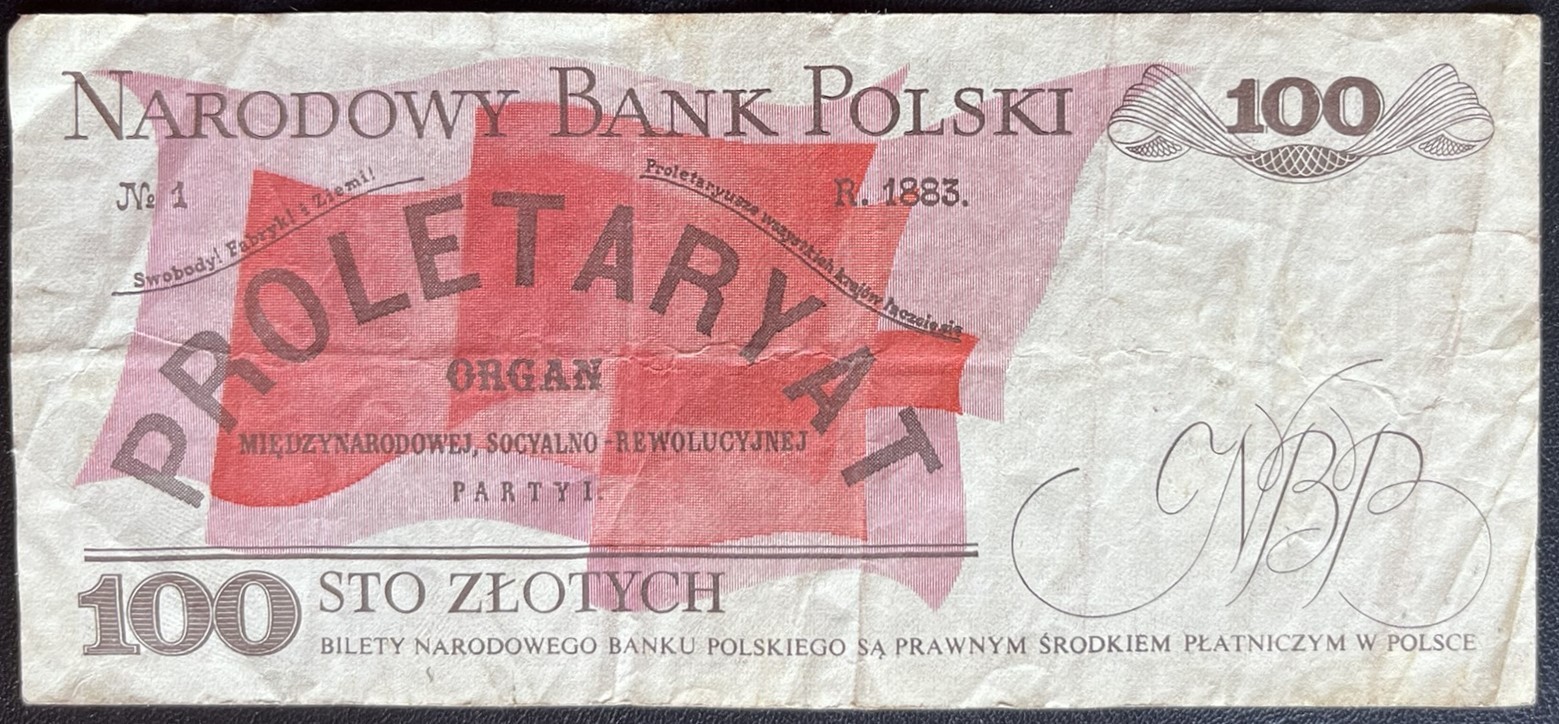 NARODOWY BANK POLSKI
100
№ 1
Swobody! Fabryki i Ziemi!
Proletaryusze wszystkich krajów łączcie się
R. 1883.
PROLETARYAT
ORGAN
MIĘDZYNARODOWEJ, SOCYALNO-REWOLUCYJNEJ
PARTYI.
NBP
100
STO ZŁOTYCH
BILETY NARODOWEGO BANKU POLSKIEGO SĄ PRAWNYM ŚRODKIEM PŁATNICZYM W POLSCE